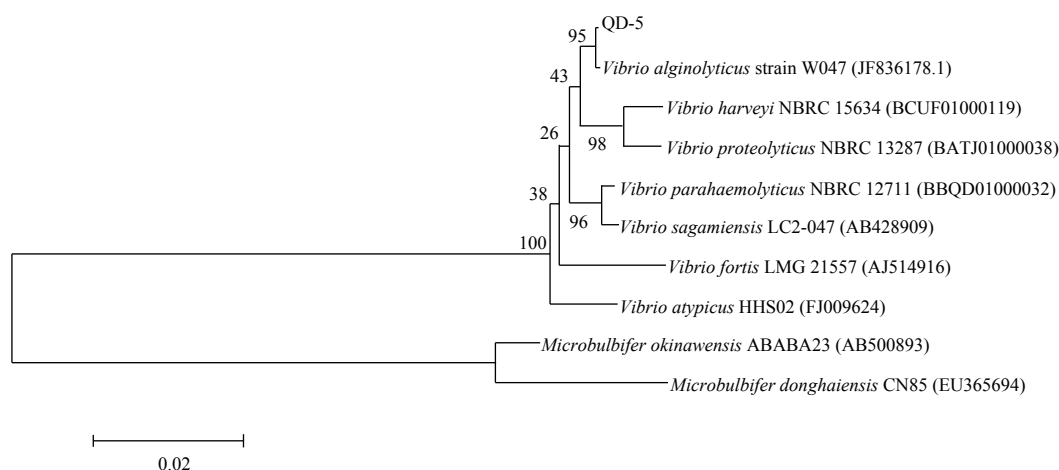 QD-5
95
Vibrio alginolyticus strain W047 (JF836178.1)
43
Vibrio harveyi NBRC 15634 (BCUF01000119)
26
98
Vibrio proteolyticus NBRC 13287 (BATJ01000038)
38
Vibrio parahaemolyticus NBRC 12711 (BBQD01000032)
96
Vibrio sagamiensis LC2-047 (AB428909)
100
Vibrio fortis LMG 21557 (AJ514916)
Vibrio atypicus HHS02 (FJ009624)
Microbulbifer okinawensis ABABA23 (AB500893)
Microbulbifer donghaiensis CN85 (EU365694)
0.02